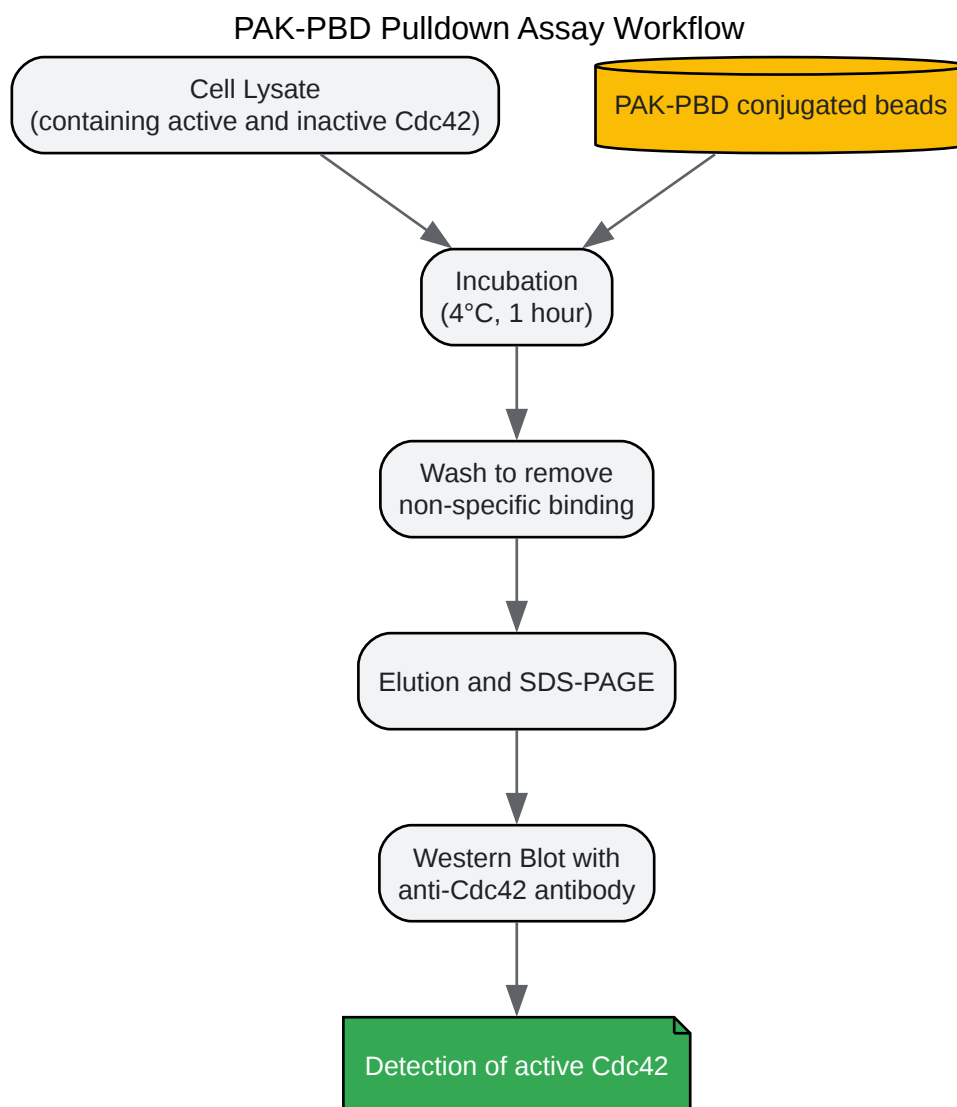 PAK-PBD Pulldown Assay Workflow
Cell Lysate
(containing active and inactive Cdc42)
PAK-PBD conjugated beads
Incubation
(4°C, 1 hour)
Wash to remove
non-specific binding
Elution and SDS-PAGE
Western Blot with
anti-Cdc42 antibody
Detection of active Cdc42